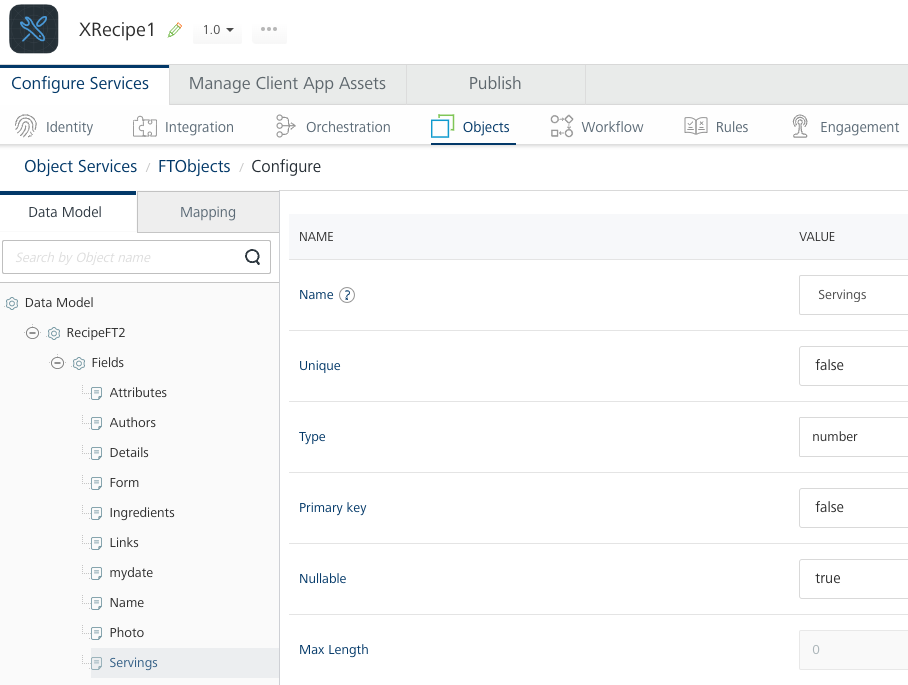 XRecipe1 1.0
Configure Services Manage Client App Assets Publish
Identity Integration Orchestration Objects Workflow Rules Engagement
Object Services / FTObjects / Configure
Data Model Mapping
Search by Object name
Data Model
RecipeFT2
Fields
Attributes
Authors
Details
Form
Ingredients
Links
mydate
Name
Photo
Servings
NAME VALUE
Name ? Servings
Unique false
Type number
Primary key false
Nullable true
Max Length 0